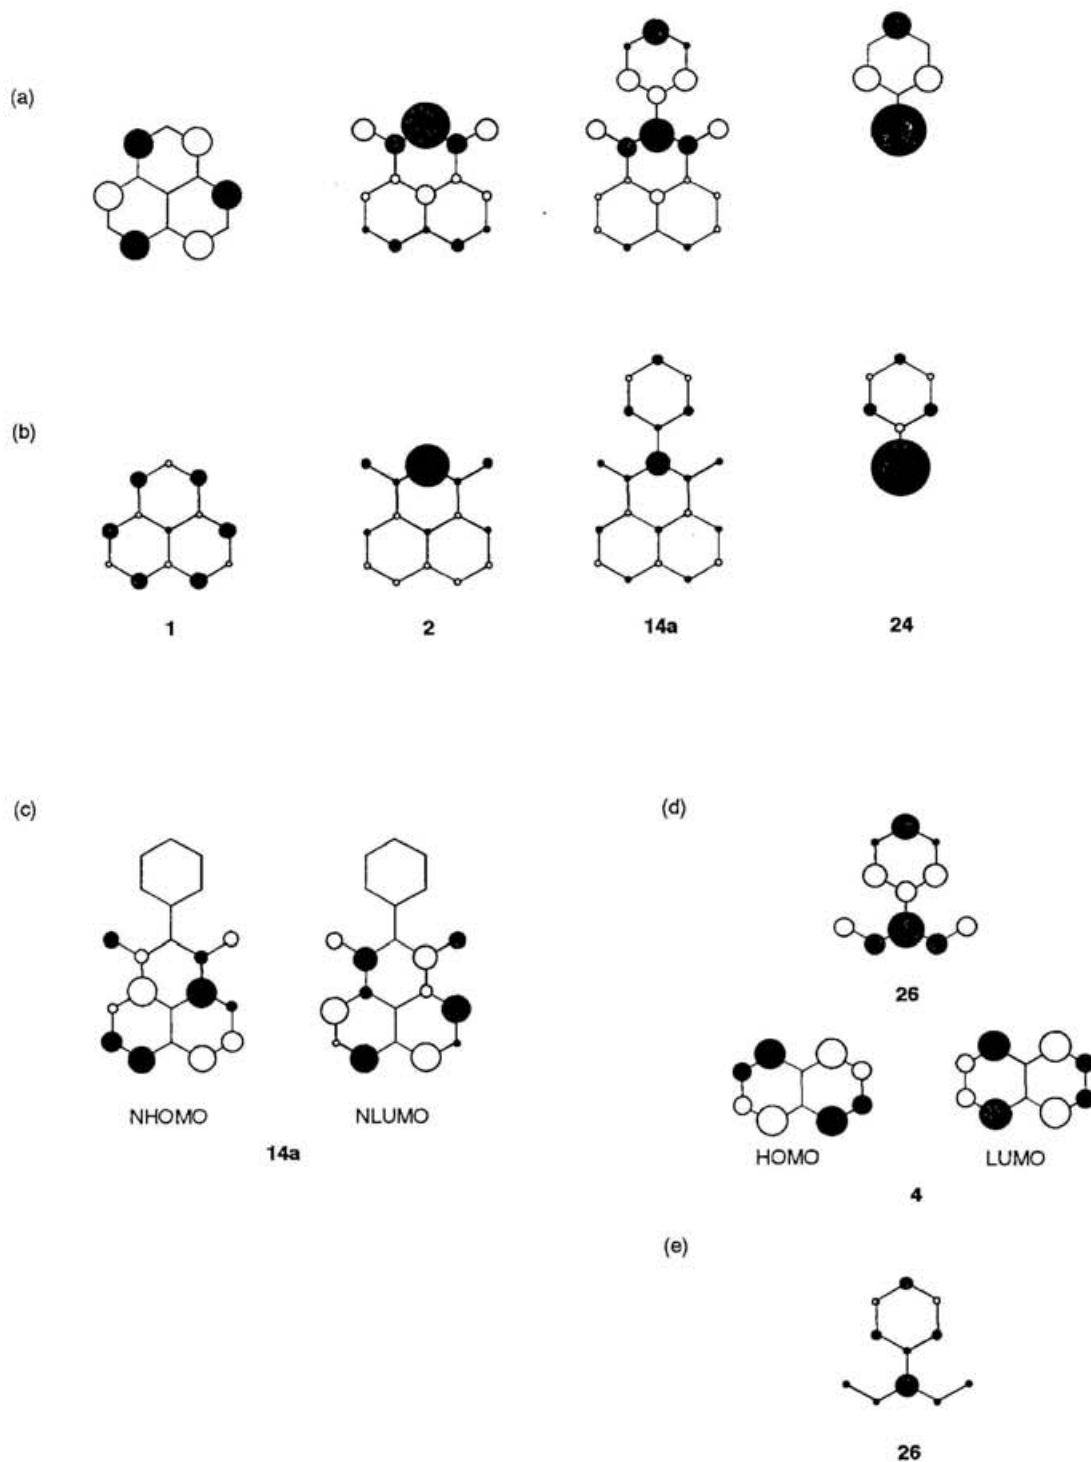 (a)
(b)
1 2 14a 24
(c)
(d)
26
NHOMO NLUMO
14a
HOMO LUMO
4
(e)
26